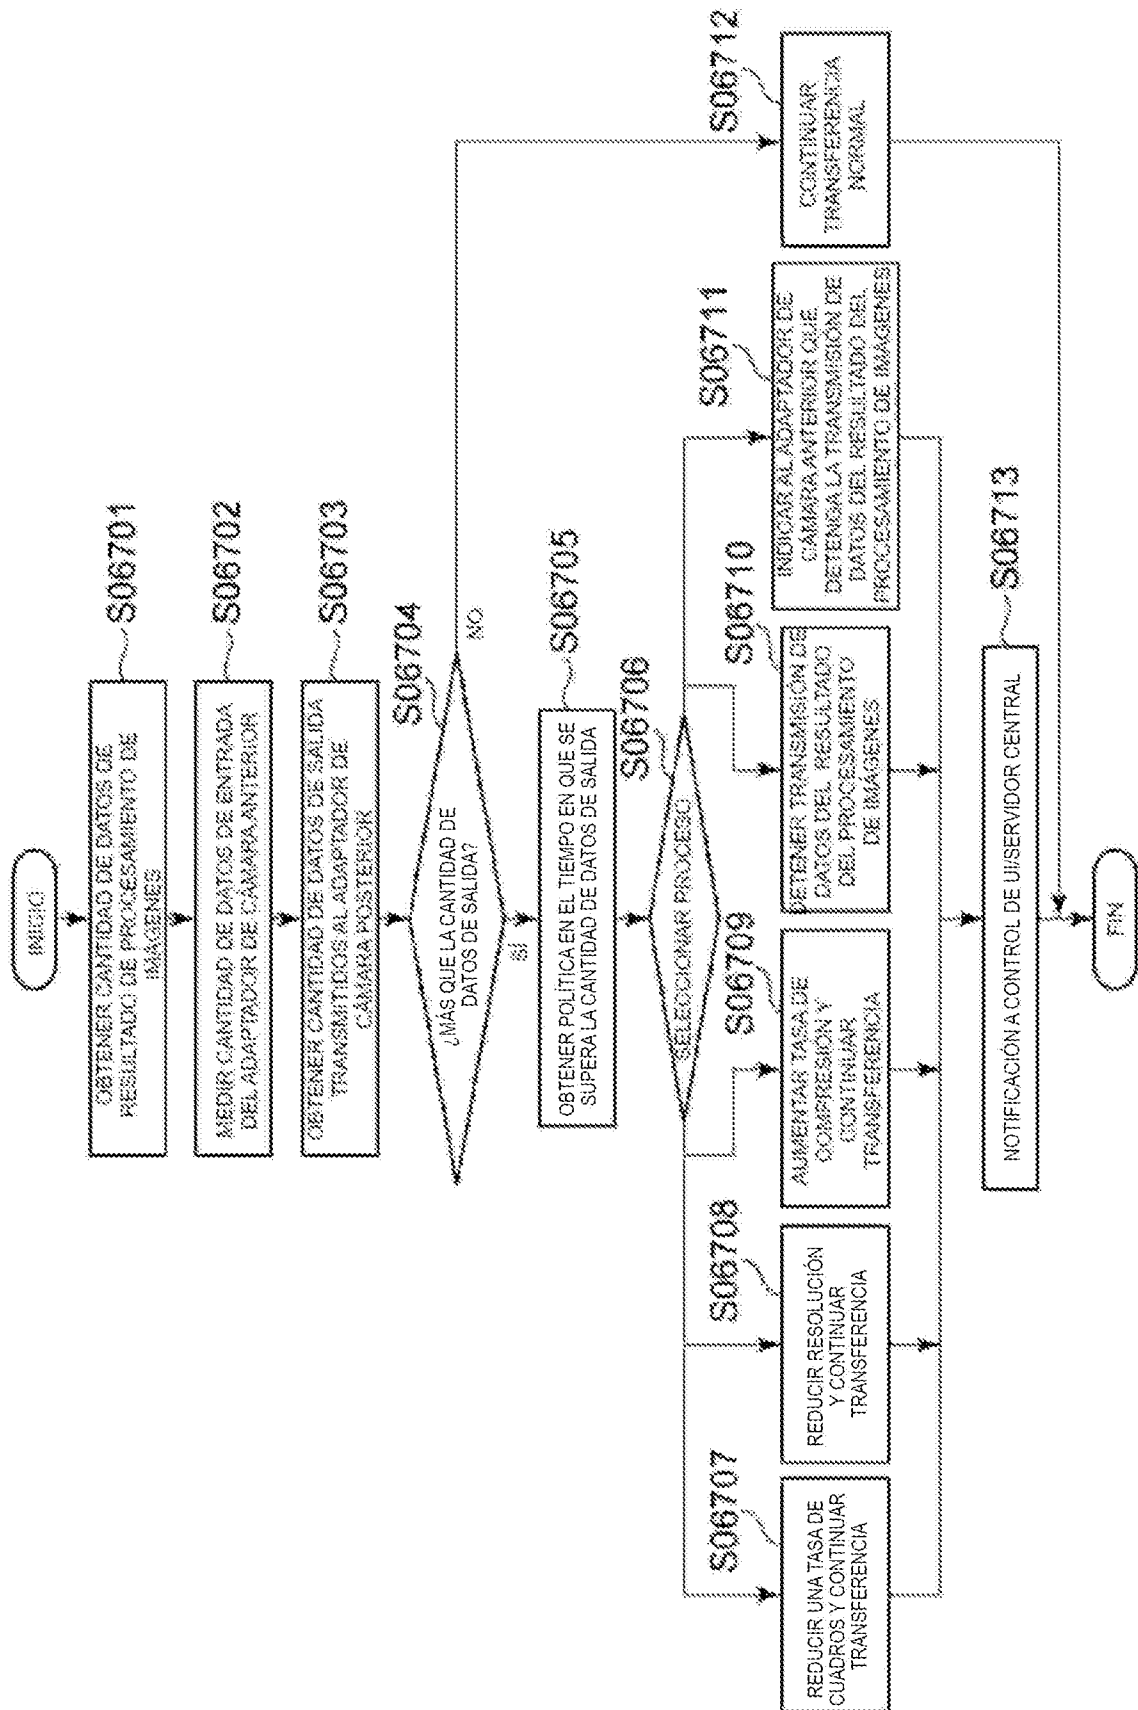 INICIO
S06701
OBTENER CANTIDAD DE DATOS DE
RESULTADO DE PROCESAMIENTO DE
IMÁGENES
S06702
MEDIR CANTIDAD DE DATOS DE ENTRADA
DEL ADAPTADOR DE CÁMARA ANTERIOR
S06703
OBTENER CANTIDAD DE DATOS DE SALIDA
TRANSMITIDOS AL ADAPTADOR DE
CÁMARA POSTERIOR
S06704
¿MÁS QUE LA CANTIDAD DE
DATOS DE SALIDA?
NO
SÍ
S06705
OBTENER POLÍTICA EN EL TIEMPO EN QUE SE
SUPERA LA CANTIDAD DE DATOS DE SALIDA
S06706
SELECCIONAR PROCESO
S06707
REDUCIR UNA TASA DE
CUADROS Y CONTINUAR
TRANSFERENCIA
S06708
REDUCIR RESOLUCIÓN
Y CONTINUAR
TRANSFERENCIA
S06709
AUMENTAR TASA DE
COMPRESIÓN Y
CONTINUAR
TRANSFERENCIA
S06710
DETENER TRANSMISIÓN DE
DATOS DEL RESULTADO
DEL PROCESAMIENTO
DE IMÁGENES
S06711
INDICAR AL ADAPTADOR DE
CÁMARA ANTERIOR QUE
DETENGA LA TRANSMISIÓN DE
DATOS DEL RESULTADO DEL
PROCESAMIENTO DE IMÁGENES
S06712
CONTINUAR
TRANSFERENCIA
NORMAL
S06713
NOTIFICACIÓN A CONTROL DE UI/SERVIDOR CENTRAL
FIN